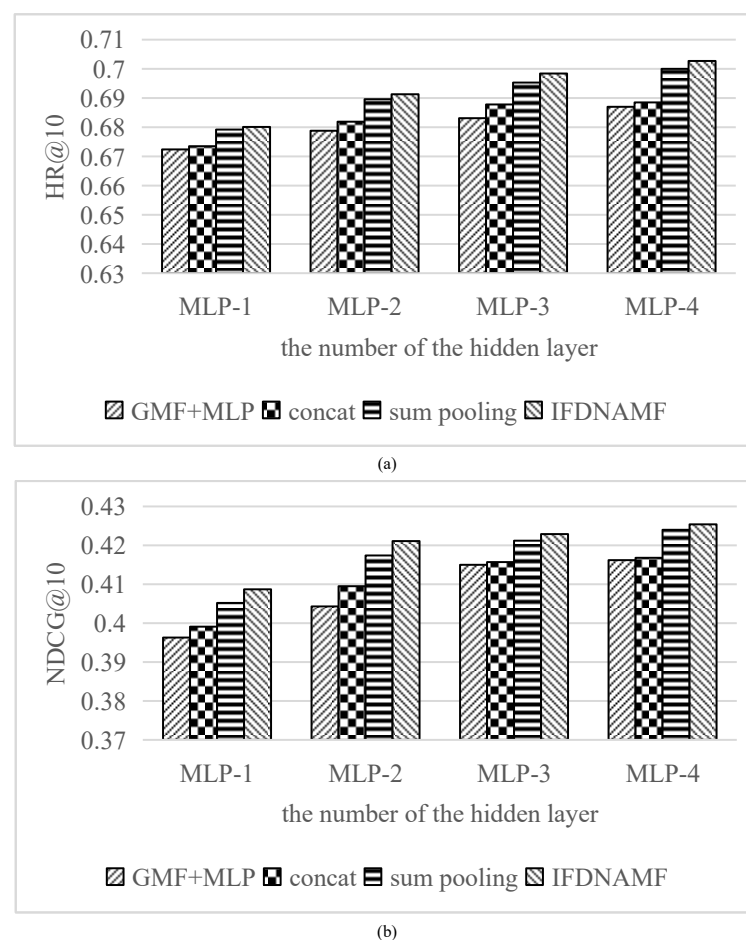 0.71
0.7
0.69
0.68
0.67
0.66
0.65
0.64
0.63
HR@10
MLP-1 MLP-2 MLP-3 MLP-4
the number of the hidden layer
GMF+MLP concat sum pooling IFDNAMF
(a)
0.43
0.42
0.41
0.4
0.39
0.38
0.37
NDCG@10
MLP-1 MLP-2 MLP-3 MLP-4
the number of the hidden layer
GMF+MLP concat sum pooling IFDNAMF
(b)